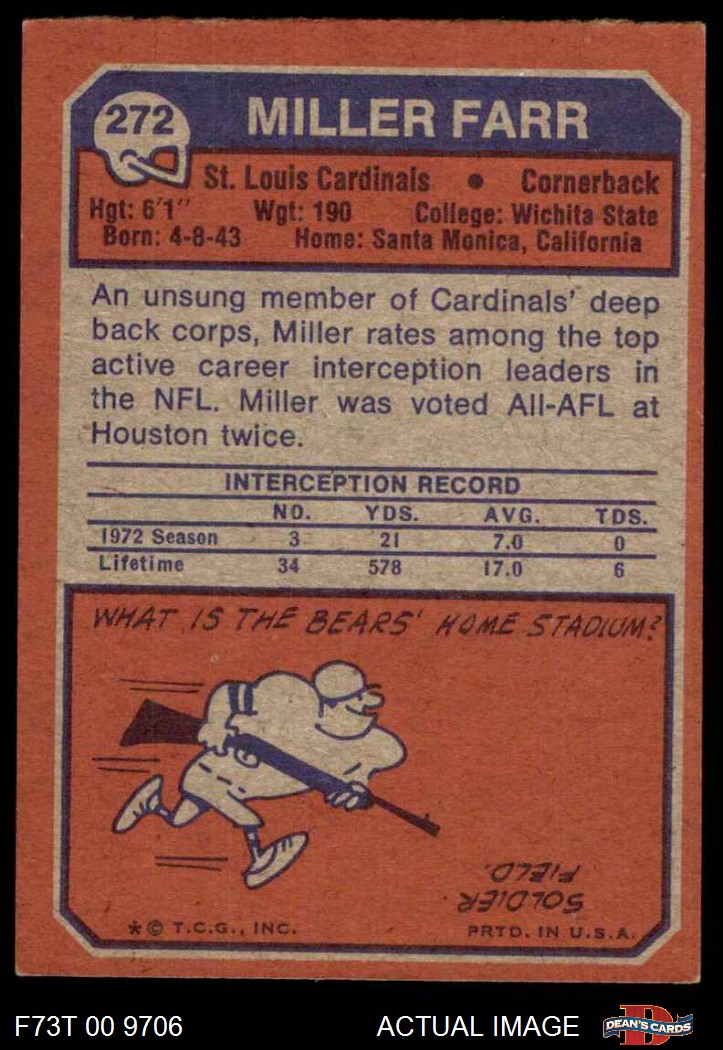 272
MILLER FARR
St. Louis Cardinals • Cornerback
Hgt: 6'1" Wgt: 190 College: Wichita State
Born: 4-8-43 Home: Santa Monica, California
An unsung member of Cardinals' deep
back corps, Miller rates among the top
active career interception leaders in
the NFL. Miller was voted All-AFL at
Houston twice.
INTERCEPTION RECORD
NO. YDS. AVG. TDS.
1972 Season 3 21 7.0 0
Lifetime 34 578 17.0 6
WHAT IS THE BEARS' HOME STADIUM?
SOLDIER
FIELD.
*© T.C.G., INC. PRTD. IN U.S.A.
F73T 00 9706 ACTUAL IMAGE DEAN'S CARDS